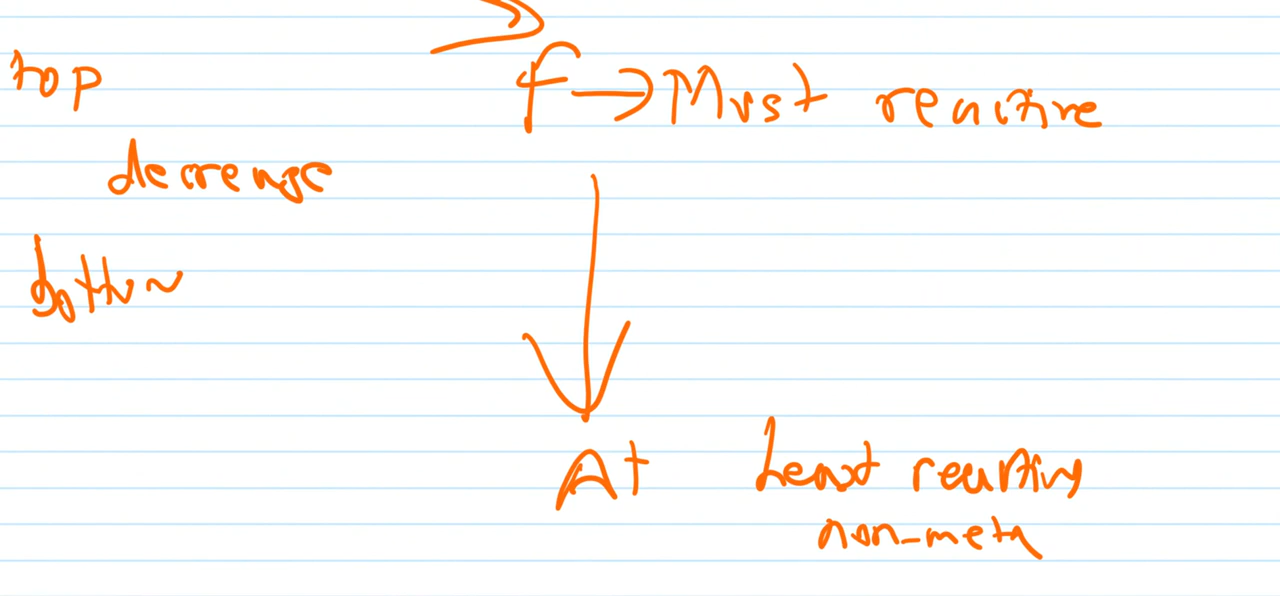 top
f → Most reactive
decrease
bottom
At Least reactive
non-metal